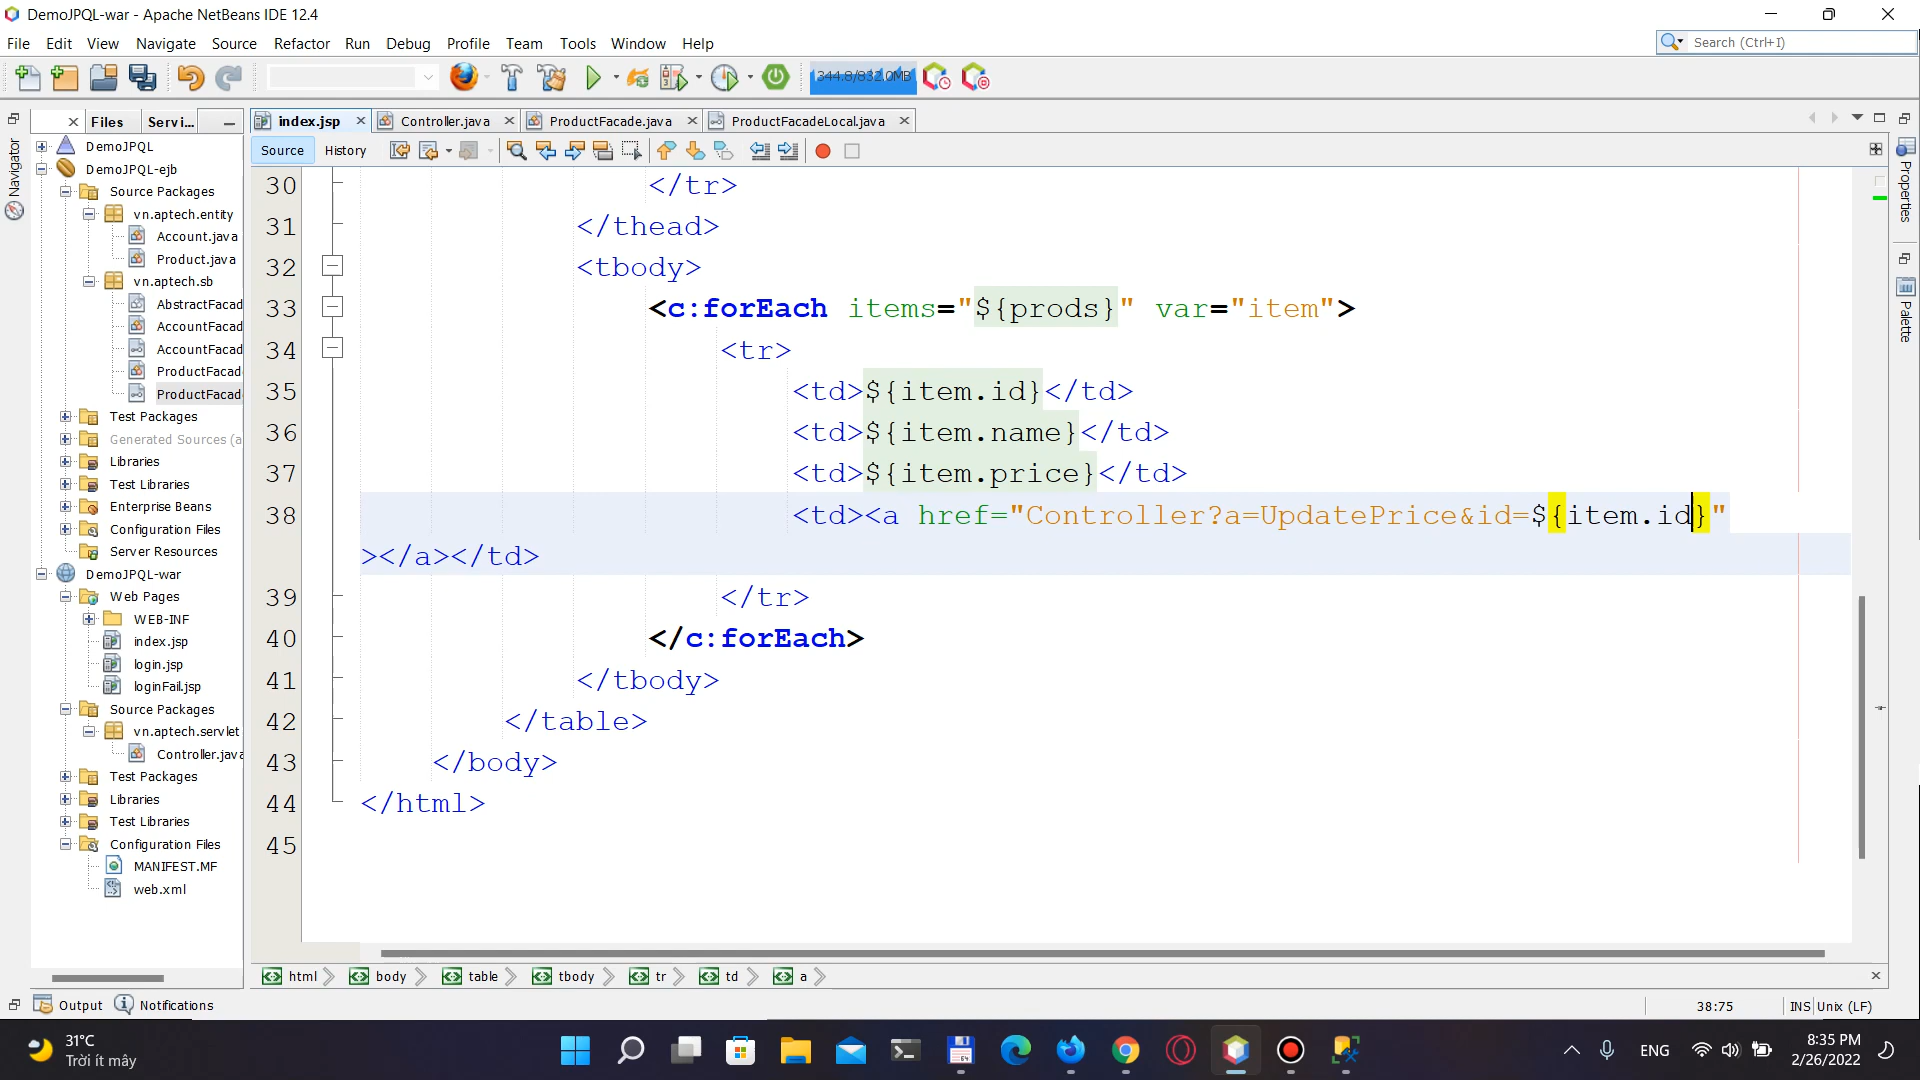 DemoJPQL-war - Apache NetBeans IDE 12.4
File Edit View Navigate Source Refactor Run Debug Profile Team Tools Window Help
Search (Ctrl+I)
344.8/832.0MB
Files Servi...
index.jsp Controller.java ProductFacade.java ProductFacadeLocal.java
Source History
Navigator
Properties
Palette
DemoJPQL
DemoJPQL-ejb
Source Packages
vn.aptech.entity
Account.java
Product.java
vn.aptech.sb
AbstractFacad
AccountFacad
AccountFacad
ProductFacad
ProductFacad
Test Packages
Generated Sources (a
Libraries
Test Libraries
Enterprise Beans
Configuration Files
Server Resources
DemoJPQL-war
Web Pages
WEB-INF
index.jsp
login.jsp
loginFail.jsp
Source Packages
vn.aptech.servlet
Controller.java
Test Packages
Libraries
Test Libraries
Configuration Files
MANIFEST.MF
web.xml
30 </tr>
31 </thead>
32 <tbody>
33 <c:forEach items="${prods}" var="item">
34 <tr>
35 <td>${item.id}</td>
36 <td>${item.name}</td>
37 <td>${item.price}</td>
38 <td><a href="Controller?a=UpdatePrice&id=${item.id}"
></a></td>
39 </tr>
40 </c:forEach>
41 </tbody>
42 </table>
43 </body>
44 </html>
45
html body table tbody tr td a
Output Notifications
38:75 INS Unix (LF)
31°C
Trời ít mây
ENG
8:35 PM
2/26/2022